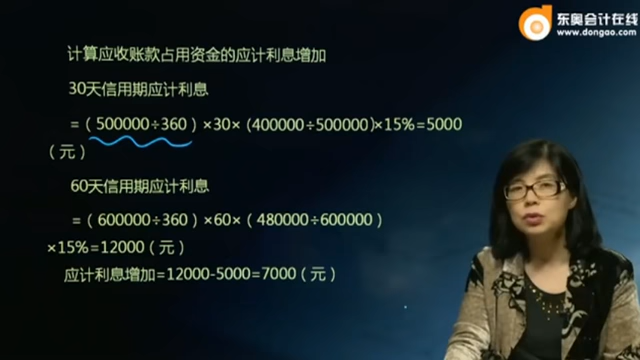 东奥会计在线
www.dongao.com
计算应收账款占用资金的应计利息增加
30天信用期应计利息
=（500000÷360）×30×（400000÷500000）×15%=5000
（元）
60天信用期应计利息
=（600000÷360）×60×（480000÷600000）
×15%=12000（元）
应计利息增加=12000-5000=7000（元）